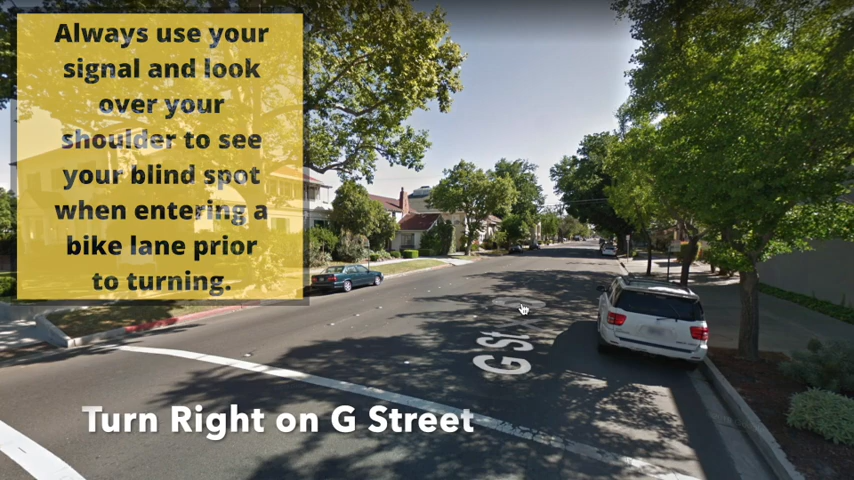 Always use your
signal and look
over your
shoulder to see
your blind spot
when entering a
bike lane prior
to turning.
G St
Turn Right on G Street